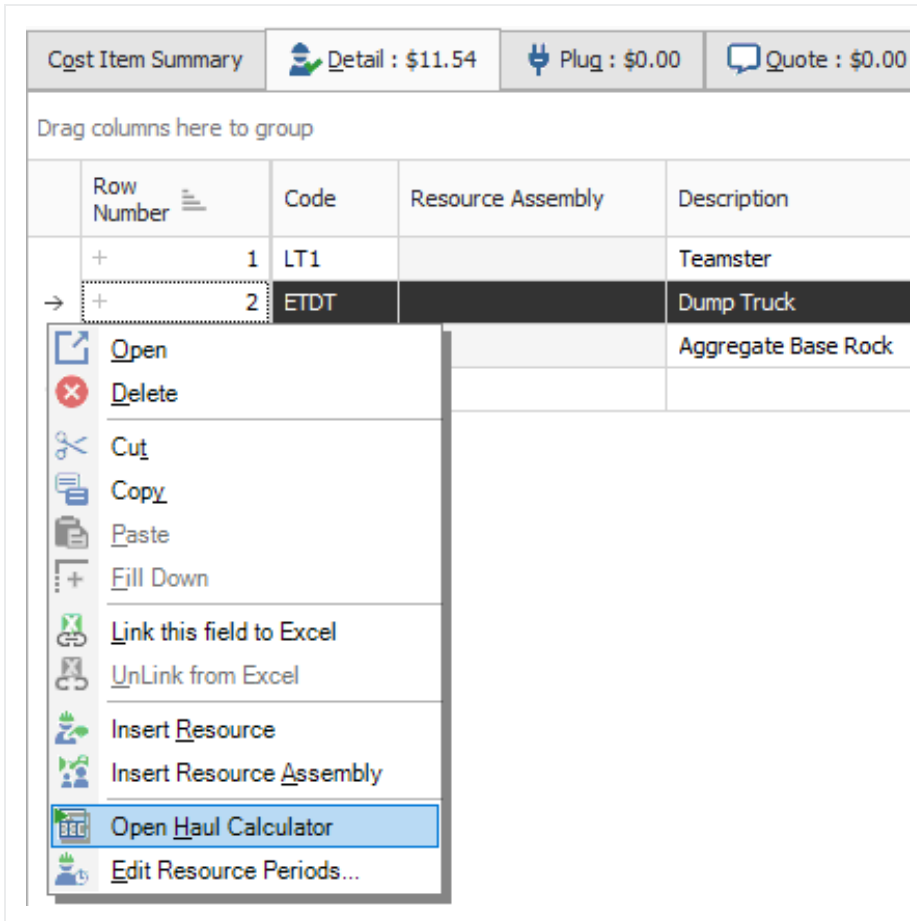 Cost Item Summary Detail : $11.54 Plug : $0.00 Quote : $0.00
Drag columns here to group
Row Number Code Resource Assembly Description
1 LT1 Teamster
2 ETDT Dump Truck
Aggregate Base Rock
Open
Delete
Cut
Copy
Paste
Fill Down
Link this field to Excel
UnLink from Excel
Insert Resource
Insert Resource Assembly
Open Haul Calculator
Edit Resource Periods...